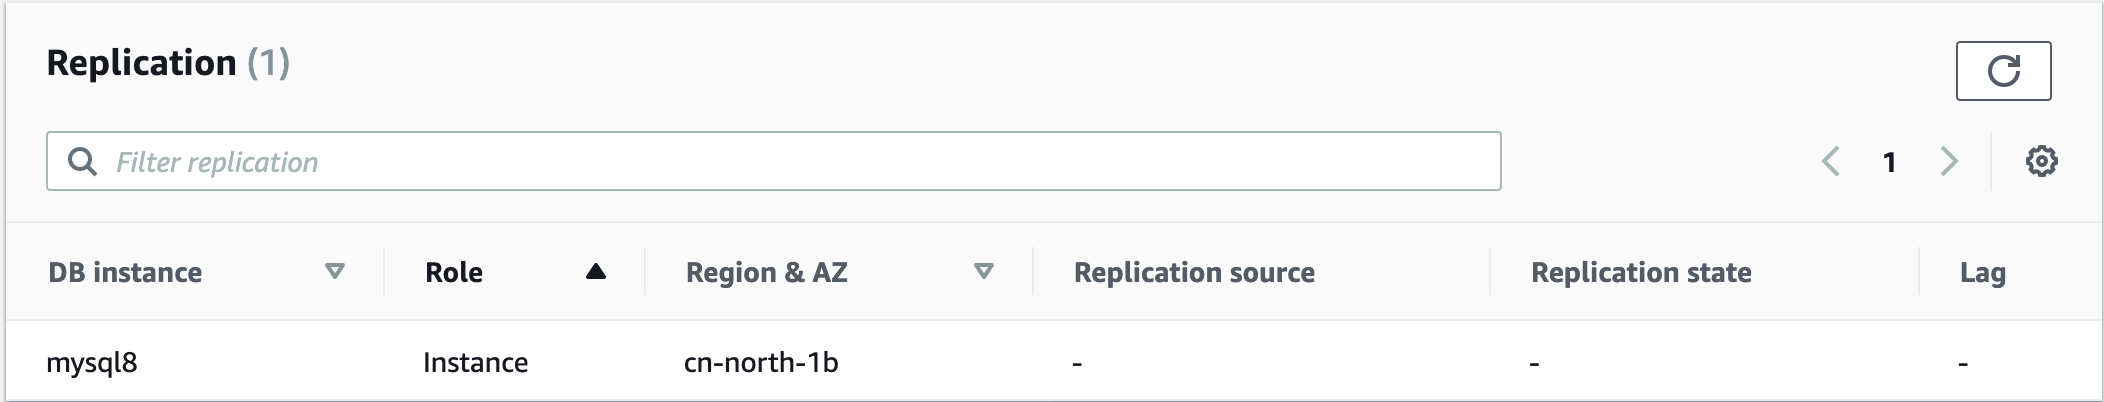 Replication (1)
Filter replication
1
DB instance Role Region & AZ Replication source Replication state Lag
mysql8 Instance cn-north-1b - - -